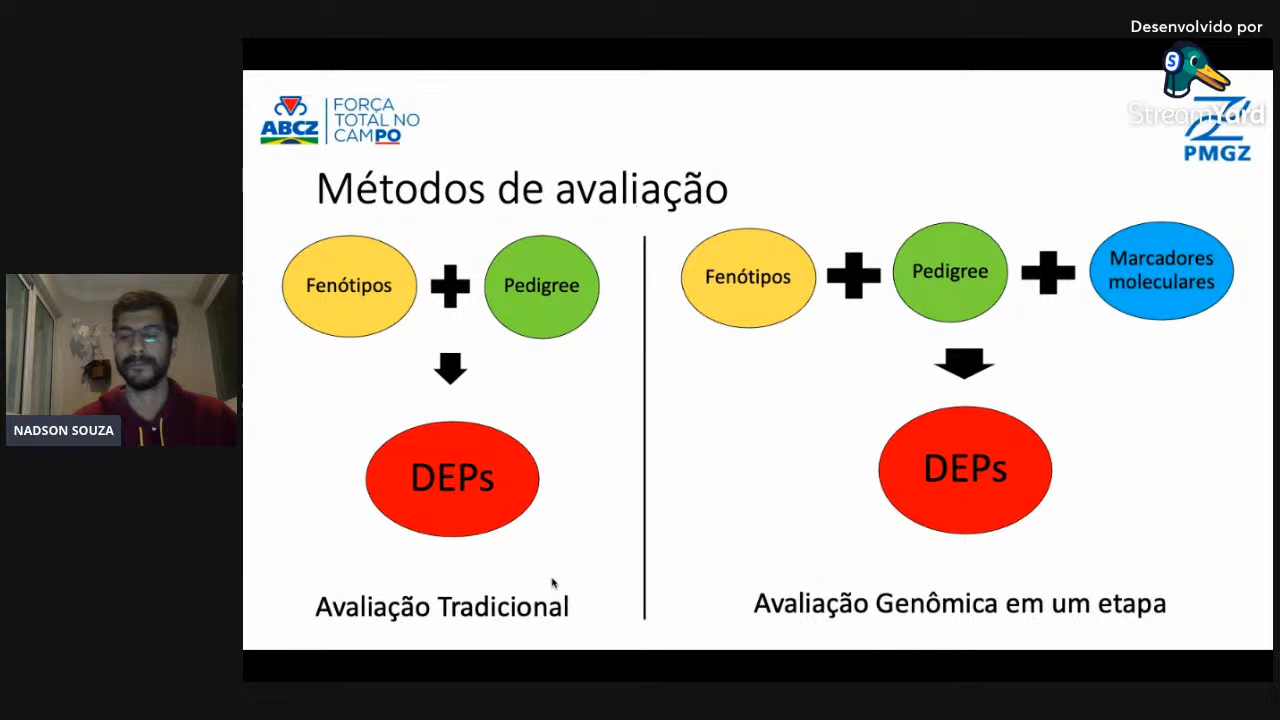 Desenvolvido por
S
StreamYard
ABCZ
FORÇA
TOTAL NO
CAMPO
PMGZ
Métodos de avaliação
Fenótipos
Pedigree
Fenótipos
Pedigree
Marcadores
moleculares
NADSON SOUZA
DEPs
DEPs
Avaliação Tradicional
Avaliação Genômica em um etapa